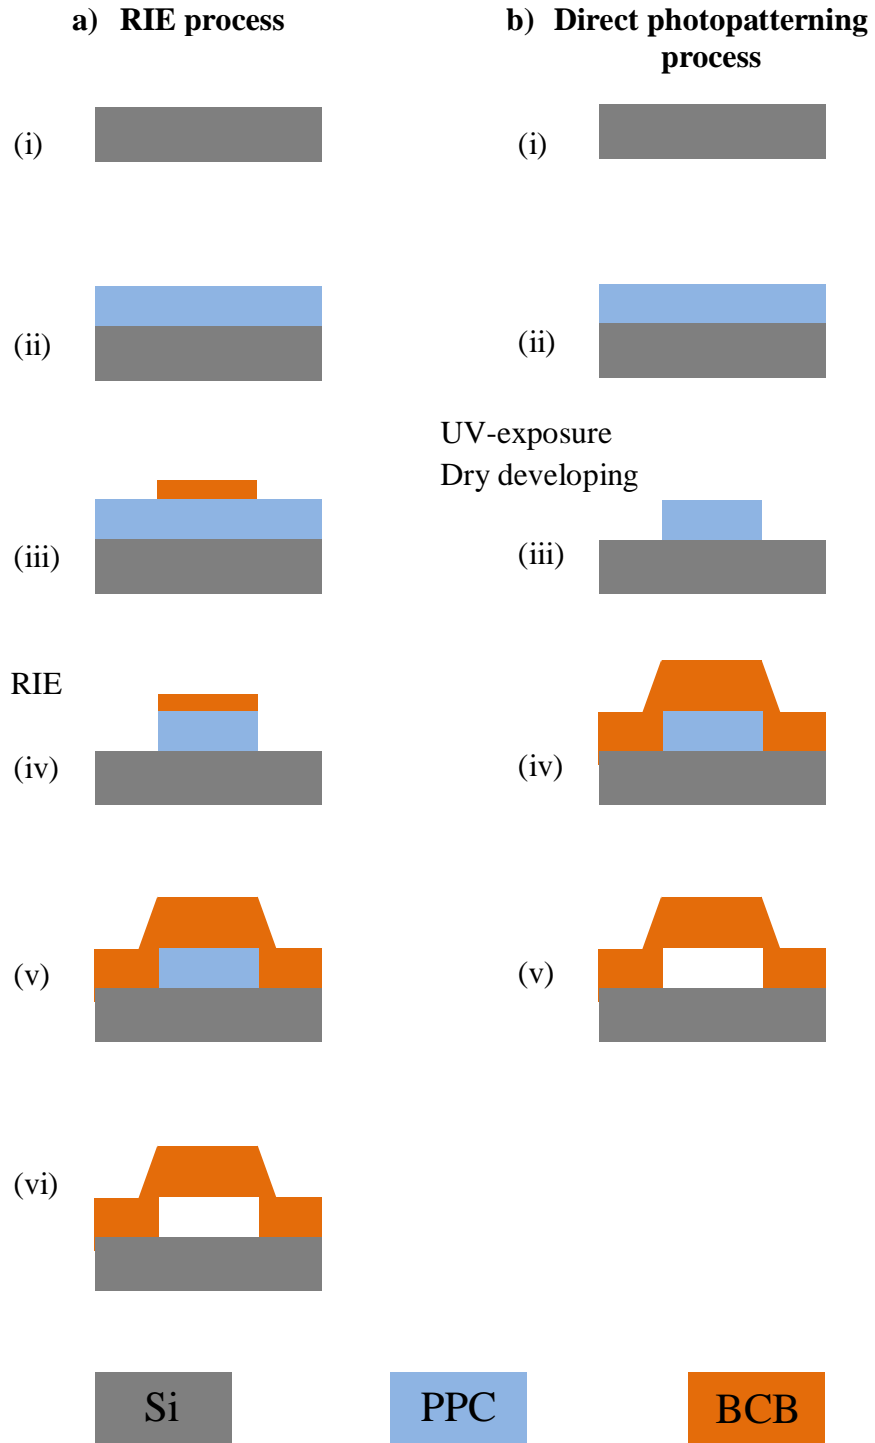 a) RIE process
(i)
(ii)
(iii)
RIE
(iv)
(v)
(vi)
b) Direct photopatterning
process
(i)
(ii)
UV-exposure
Dry developing
(iii)
(iv)
(v)
Si
PPC
BCB